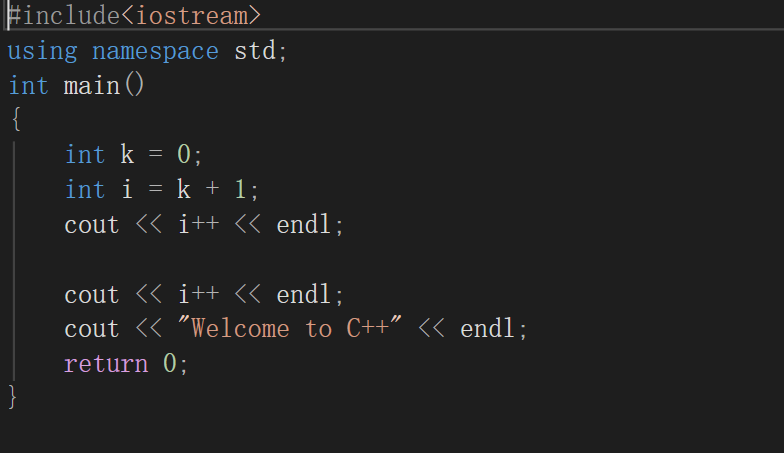 #include<iostream>
using namespace std;
int main()
{
    int k = 0;
    int i = k + 1;
    cout << i++ << endl;

    cout << i++ << endl;
    cout << "Welcome to C++" << endl;
    return 0;
}